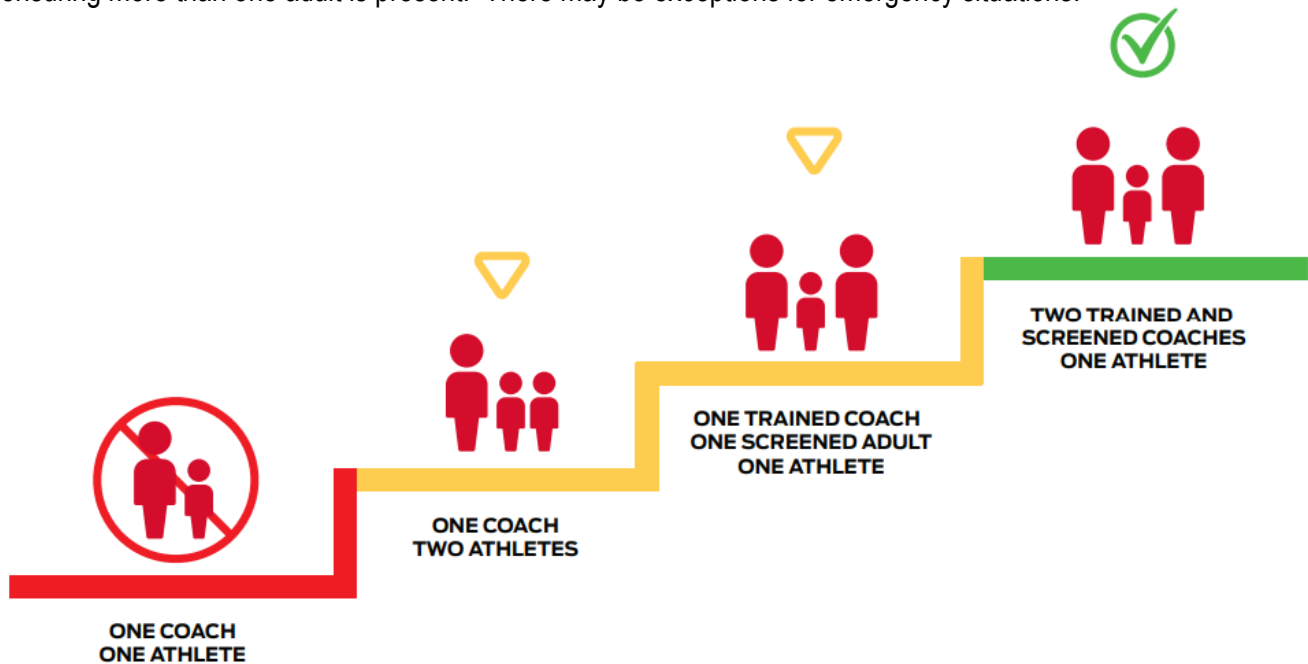 ensuring more than one adult is present. There may be exceptions for emergency situations.
TWO TRAINED AND
SCREENED COACHES
ONE ATHLETE
ONE TRAINED COACH
ONE SCREENED ADULT
ONE ATHLETE
ONE COACH
TWO ATHLETES
ONE COACH
ONE ATHLETE